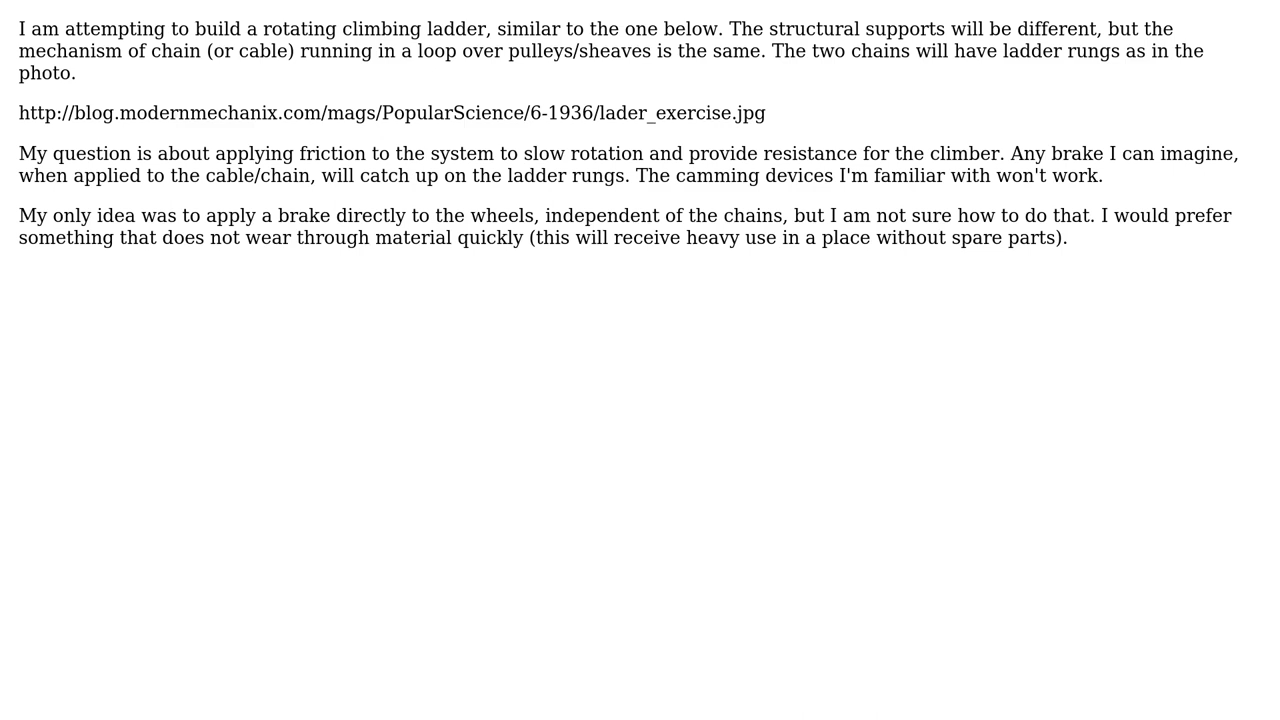 I am attempting to build a rotating climbing ladder, similar to the one below. The structural supports will be different, but the
mechanism of chain (or cable) running in a loop over pulleys/sheaves is the same. The two chains will have ladder rungs as in the
photo.
http://blog.modernmechanix.com/mags/PopularScience/6-1936/lader_exercise.jpg
My question is about applying friction to the system to slow rotation and provide resistance for the climber. Any brake I can imagine,
when applied to the cable/chain, will catch up on the ladder rungs. The camming devices I'm familiar with won't work.
My only idea was to apply a brake directly to the wheels, independent of the chains, but I am not sure how to do that. I would prefer
something that does not wear through material quickly (this will receive heavy use in a place without spare parts).